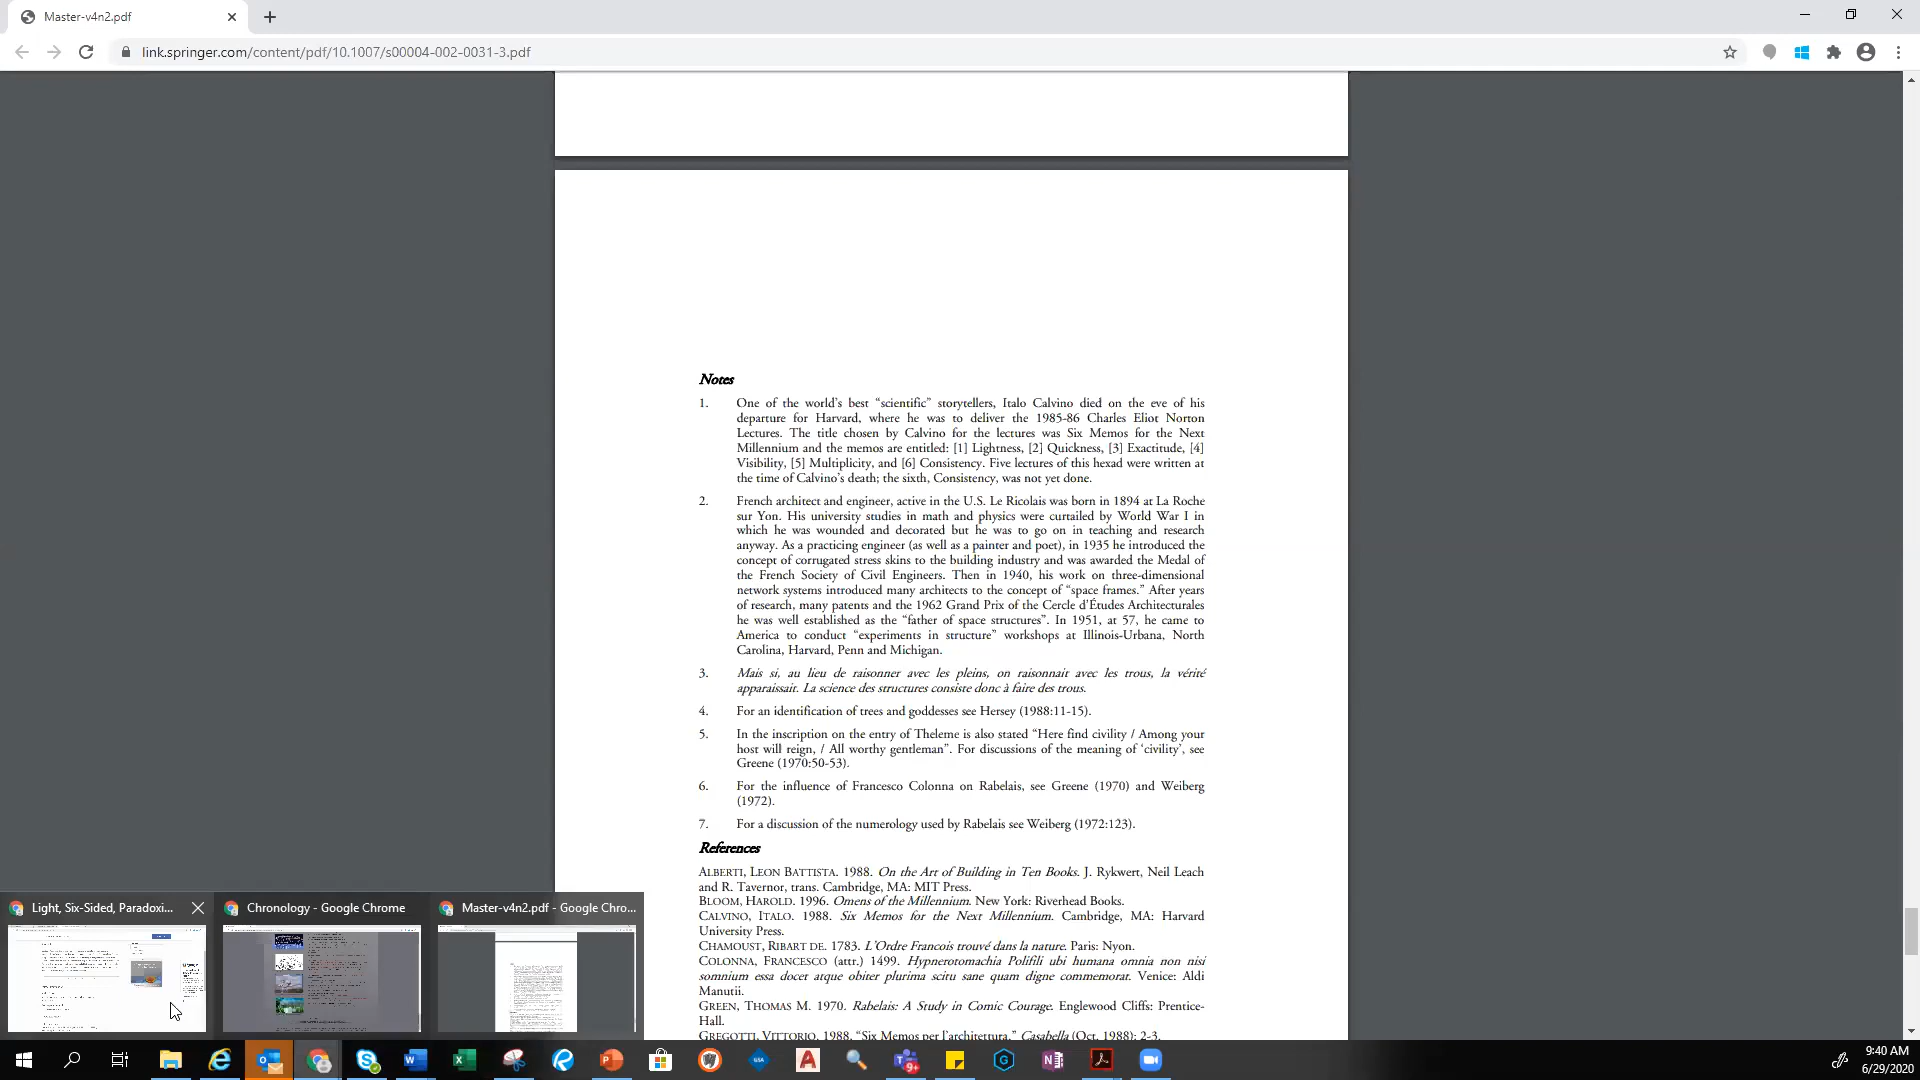 Master-v4n2.pdf
link.springer.com/content/pdf/10.1007/s00004-002-0031-3.pdf
Notes
1. One of the world's best "scientific" storytellers, Italo Calvino died on the eve of his
departure for Harvard, where he was to deliver the 1985-86 Charles Eliot Norton
Lectures. The title chosen by Calvino for the lectures was Six Memos for the Next
Millennium and the memos are entitled: [1] Lightness, [2] Quickness, [3] Exactitude, [4]
Visibility, [5] Multiplicity, and [6] Consistency. Five lectures of this hexad were written at
the time of Calvino's death; the sixth, Consistency, was not yet done.
2. French architect and engineer, active in the U.S. Le Ricolais was born in 1894 at La Roche
sur Yon. His university studies in math and physics were curtailed by World War I in
which he was wounded and decorated but he was to go on in teaching and research
anyway. As a practicing engineer (as well as a painter and poet), in 1935 he introduced the
concept of corrugated stress skins to the building industry and was awarded the Medal of
the French Society of Civil Engineers. Then in 1940, his work on three-dimensional
network systems introduced many architects to the concept of "space frames." After years
of research, many patents and the 1962 Grand Prix of the Cercle d'Études Architecturales
he was well established as the "father of space structures". In 1951, at 57, he came to
America to conduct "experiments in structure" workshops at Illinois-Urbana, North
Carolina, Harvard, Penn and Michigan.
3. Mais si, au lieu de raisonner avec les pleins, on raisonnait avec les trous, la vérité
apparaissait. La science des structures consiste donc à faire des trous.
4. For an identification of trees and goddesses see Hersey (1988:11-15).
5. In the inscription on the entry of Theleme is also stated "Here find civility / Among your
host will reign, / All worthy gentleman". For discussions of the meaning of 'civility', see
Greene (1970:50-53).
6. For the influence of Francesco Colonna on Rabelais, see Greene (1970) and Weiberg
(1972).
7. For a discussion of the numerology used by Rabelais see Weiberg (1972:123).
References
ALBERTI, LEON BATTISTA. 1988. On the Art of Building in Ten Books. J. Rykwert, Neil Leach
and R. Tavernor, trans. Cambridge, MA: MIT Press.
BLOOM, HAROLD. 1996. Omens of the Millennium. New York: Riverhead Books.
CALVINO, ITALO. 1988. Six Memos for the Next Millennium. Cambridge, MA: Harvard
University Press.
CHAMOUST, RIBART DE. 1783. L'Ordre Francois trouvé dans la nature. Paris: Nyon.
COLONNA, FRANCESCO (attr.) 1499. Hypnerotomachia Polifili ubi humana omnia non nisi
somnium essa docet atque obiter plurima scitu sane quam digne commemorat. Venice: Aldi
Manutii.
GREEN, THOMAS M. 1970. Rabelais: A Study in Comic Courage. Englewood Cliffs: Prentice-
Hall.
GREGOTTI, VITTORIO. 1988. "Six Memos per l'architettura." Casabella (Oct. 1988): 2-3.
Light, Six-Sided, Paradoxi...
Chronology - Google Chrome
Master-v4n2.pdf - Google Chro...
9:40 AM
6/29/2020